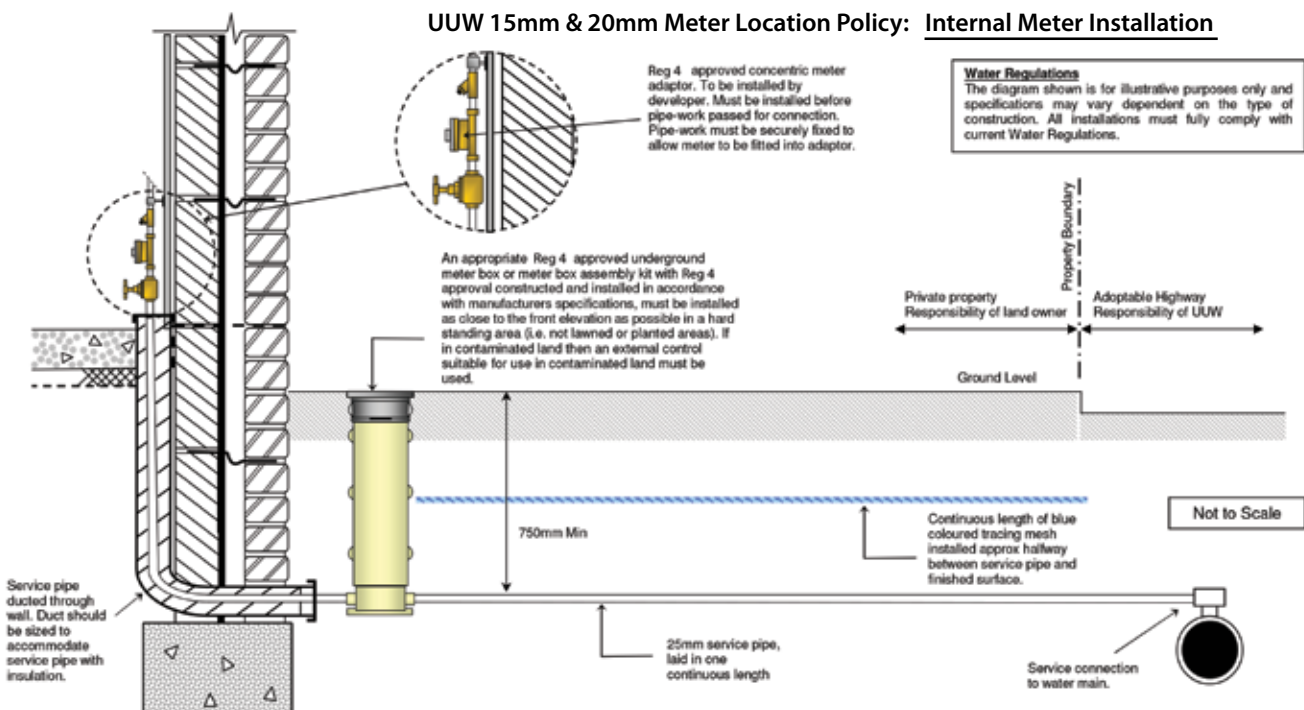 UUW 15mm & 20mm Meter Location Policy: Internal Meter Installation
Reg 4 approved concentric meter
adaptor. To be installed by
developer. Must be installed before
pipe-work passed for connection.
Pipe-work must be securely fixed to
allow meter to be fitted into adaptor.
Water Regulations
The diagram shown is for illustrative purposes only and
specifications may vary dependent on the type of
construction. All installations must fully comply with
current Water Regulations.
An appropriate Reg 4 approved underground
meter box or meter box assembly kit with Reg 4
approval constructed and installed in accordance
with manufacturers specifications, must be installed
as close to the front elevation as possible in a hard
standing area (i.e. not lawned or planted areas). If
in contaminated land then an external control
suitable for use in contaminated land must be
used.
Property Boundary
Private property
Responsibility of land owner
Adoptable Highway
Responsibility of UUW
Ground Level
750mm Min
Continuous length of blue
coloured tracing mesh
installed approx halfway
between service pipe and
finished surface.
Not to Scale
Service pipe
ducted through
wall. Duct should
be sized to
accommodate
service pipe with
insulation.
25mm service pipe,
laid in one
continuous length
Service connection
to water main.